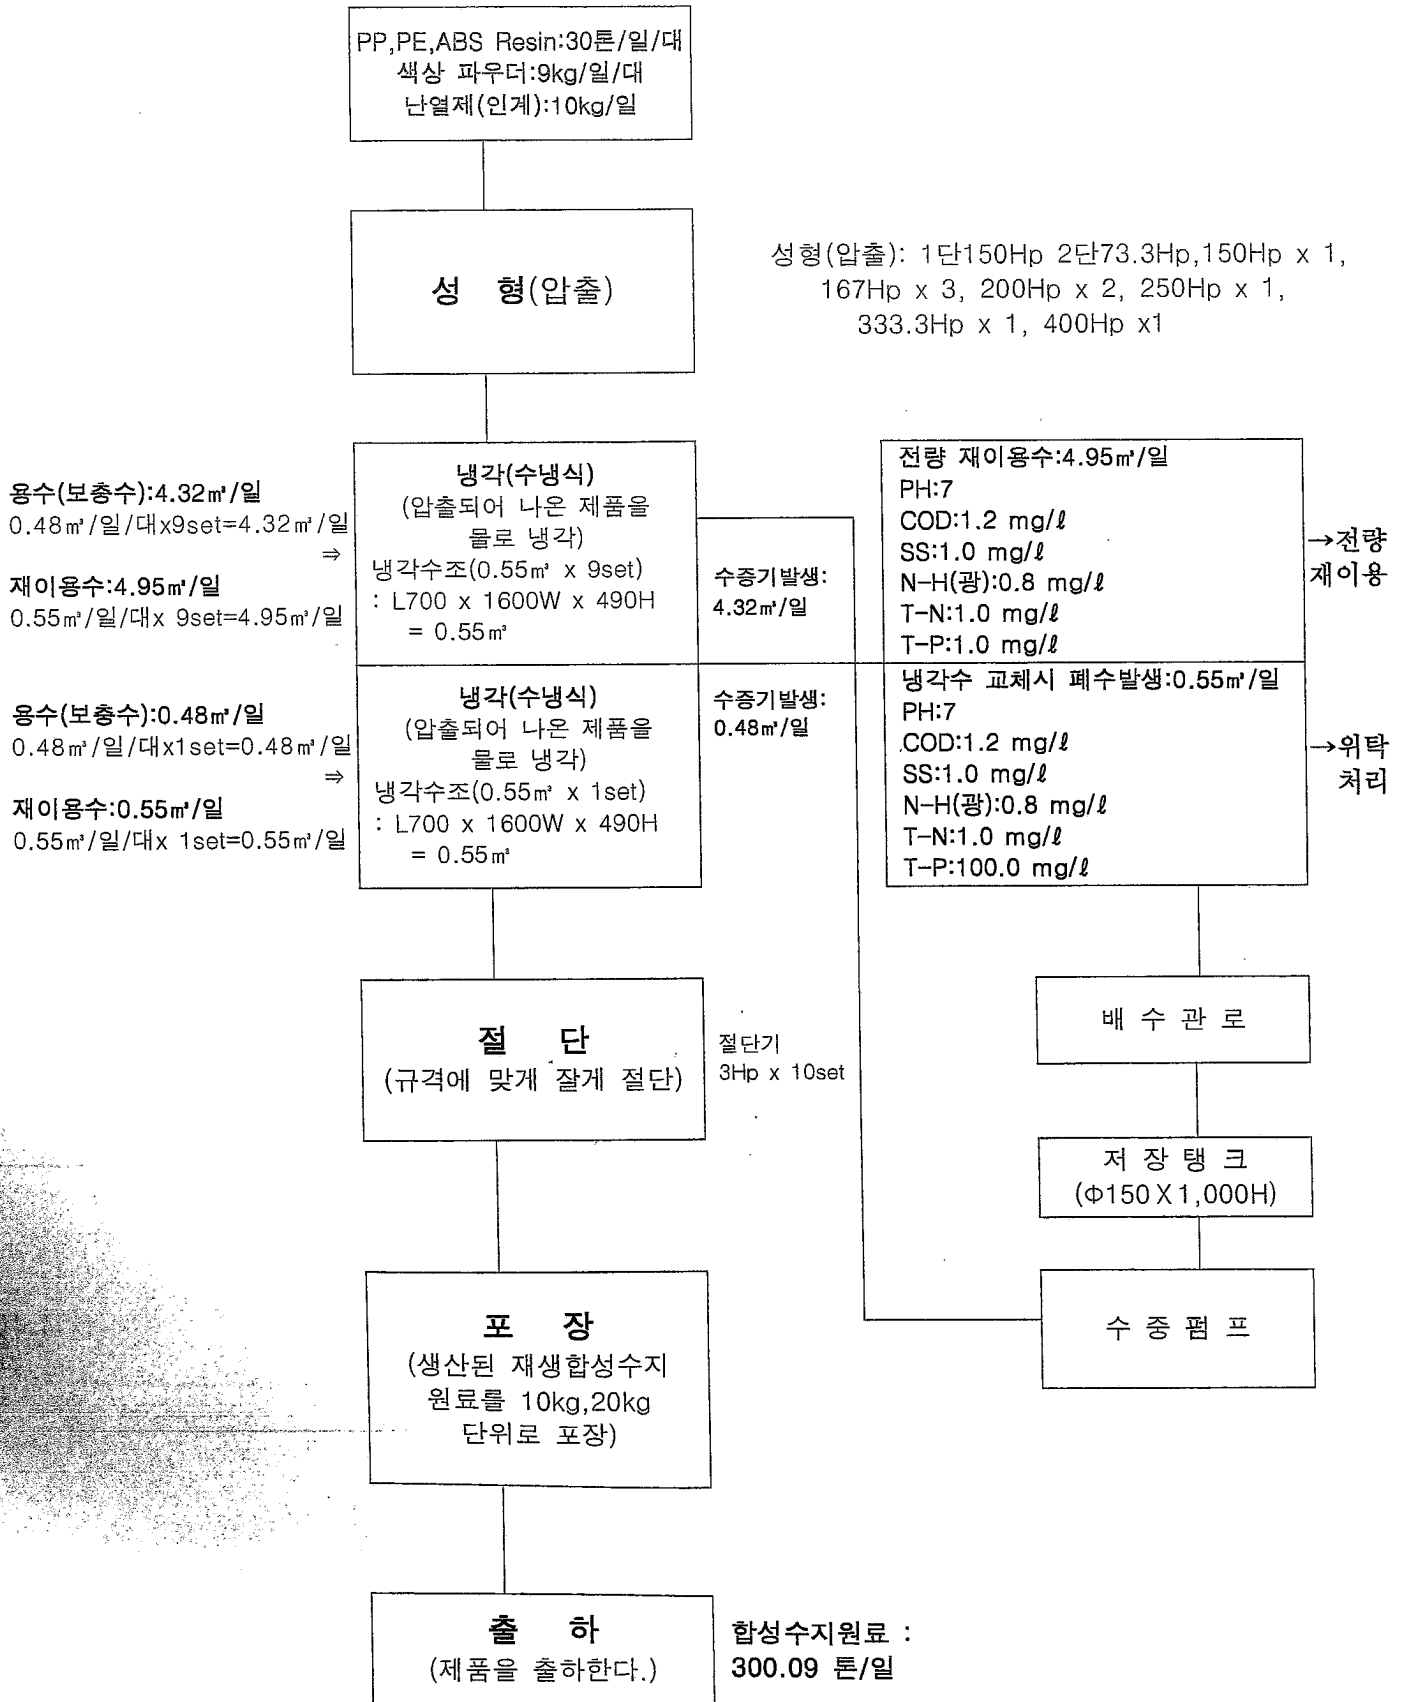 PP,PE,ABS Resin:30톤/일/대
색상 파우더:9kg/일/대
난열제(인계):10kg/일
성 형(압출)
성형(압출): 1단150Hp 2단73.3Hp,150Hp x 1,
167Hp x 3, 200Hp x 2, 250Hp x 1,
333.3Hp x 1, 400Hp x1
용수(보충수):4.32㎥/일
0.48㎥/일/대x9set=4.32㎥/일
⇒
재이용수:4.95㎥/일
0.55㎥/일/대x 9set=4.95㎥/일
냉각(수냉식)
(압출되어 나온 제품을
물로 냉각)
냉각수조(0.55㎥ x 9set)
: L700 x 1600W x 490H
= 0.55㎥
수증기발생:
4.32㎥/일
전량 재이용수:4.95㎥/일
PH:7
COD:1.2 mg/ℓ
SS:1.0 mg/ℓ
N-H(광):0.8 mg/ℓ
T-N:1.0 mg/ℓ
T-P:1.0 mg/ℓ
→전량
재이용
용수(보충수):0.48㎥/일
0.48㎥/일/대x1set=0.48㎥/일
⇒
재이용수:0.55㎥/일
0.55㎥/일/대x 1set=0.55㎥/일
냉각(수냉식)
(압출되어 나온 제품을
물로 냉각)
냉각수조(0.55㎥ x 1set)
: L700 x 1600W x 490H
= 0.55㎥
수증기발생:
0.48㎥/일
냉각수 교체시 폐수발생:0.55㎥/일
PH:7
COD:1.2 mg/ℓ
SS:1.0 mg/ℓ
N-H(광):0.8 mg/ℓ
T-N:1.0 mg/ℓ
T-P:100.0 mg/ℓ
→위탁
처리
절 단
(규격에 맞게 잘게 절단)
절단기
3Hp x 10set
배 수 관 로
저 장 탱 크
(Φ150X1,000H)
수 중 펌 프
포 장
(생산된 재생합성수지
원료를 10kg,20kg
단위로 포장)
출 하
(제품을 출하한다.)
합성수지원료 :
300.09 톤/일